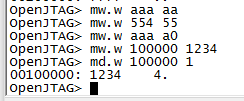 OpenJTAG> mw.w aaa aa
OpenJTAG> mw.w 554 55
OpenJTAG> mw.w aaa a0
OpenJTAG> mw.w 100000 1234
OpenJTAG> md.w 100000 1
00100000: 1234    4.
OpenJTAG>